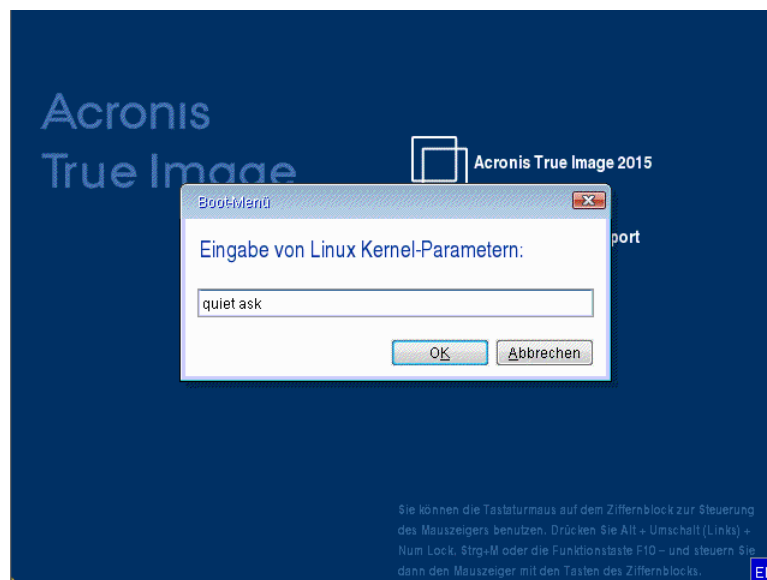 Acronis
True Image
Acronis True Image 2015
port
Boot-Menü
Eingabe von Linux Kernel-Parametern:
quiet ask
OK
Abbrechen
Sie können die Tastaturmaus auf dem Ziffernblock zur Steuerung
des Mauszeigers benutzen. Drücken Sie Alt + Umschalt (Links) +
Num Lock, Strg+M oder die Funktionstaste F10 – und steuern Sie
dann den Mauszeiger mit den Tasten des Ziffernblocks.